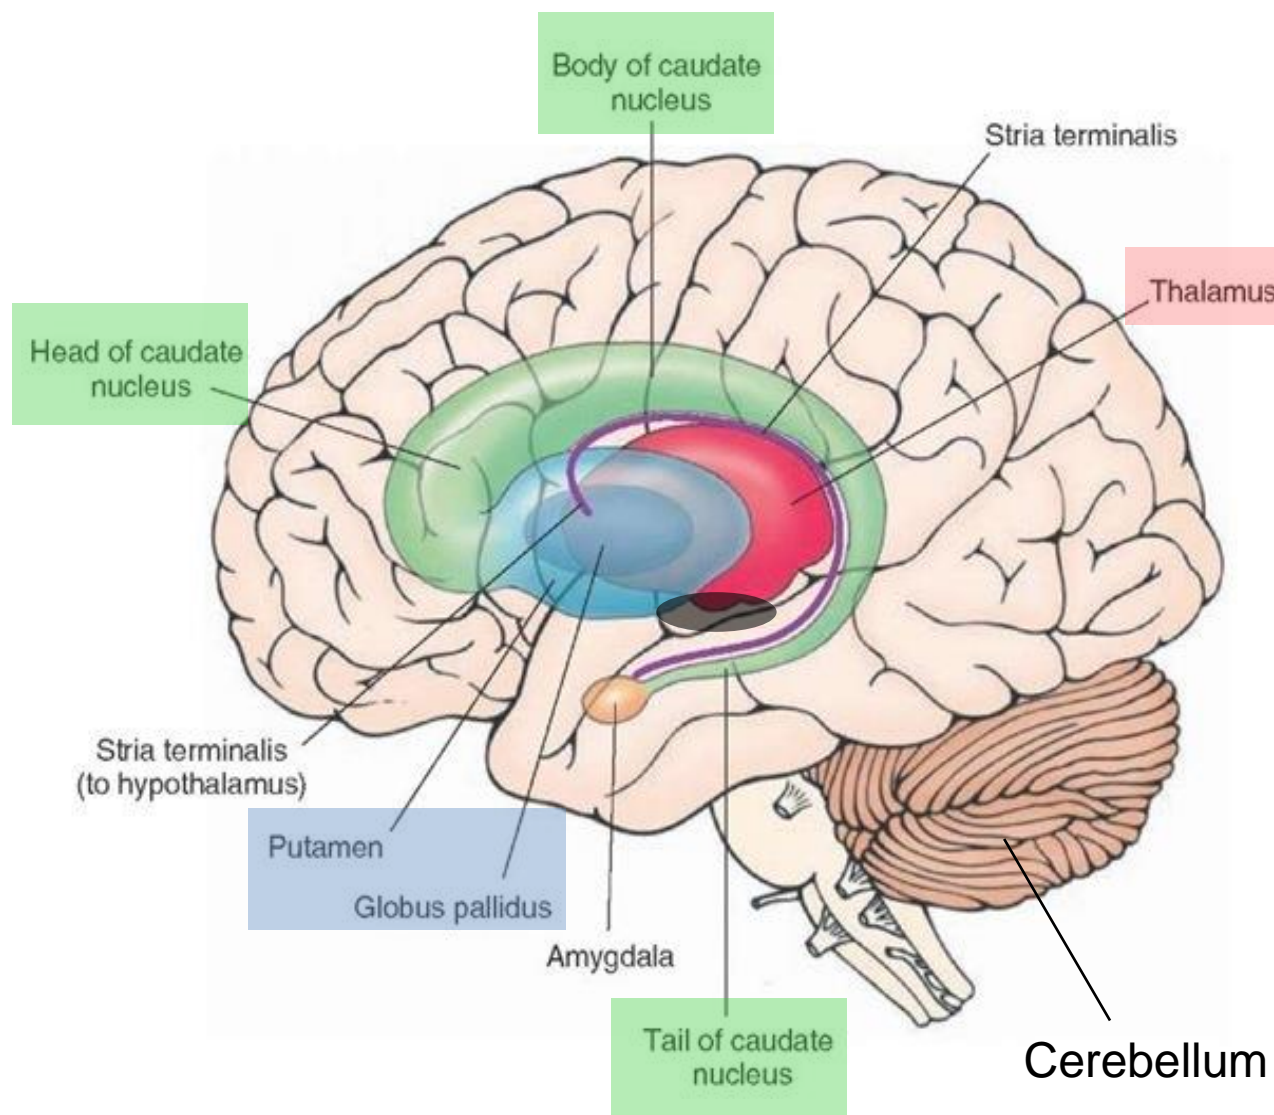 Body of caudate
nucleus
Stria terminalis
Thalamus
Head of caudate
nucleus
Stria terminalis
(to hypothalamus)
Putamen
Globus pallidus
Amygdala
Tail of caudate
nucleus
Cerebellum